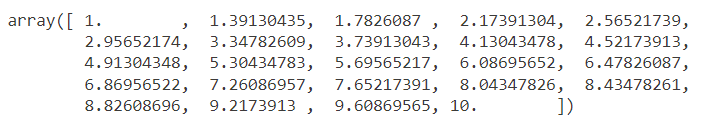 array([ 1.        ,  1.39130435,  1.7826087 ,  2.17391304,  2.56521739,
        2.95652174,  3.34782609,  3.73913043,  4.13043478,  4.52173913,
        4.91304348,  5.30434783,  5.69565217,  6.08695652,  6.47826087,
        6.86956522,  7.26086957,  7.65217391,  8.04347826,  8.43478261,
        8.82608696,  9.2173913 ,  9.60869565, 10.        ])